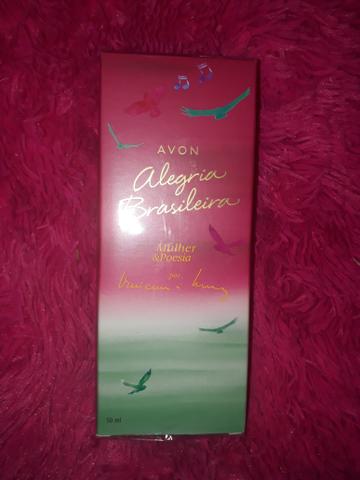 AVON
Alegria
Brasileira
Mulher
&Poesia
por
50 ml